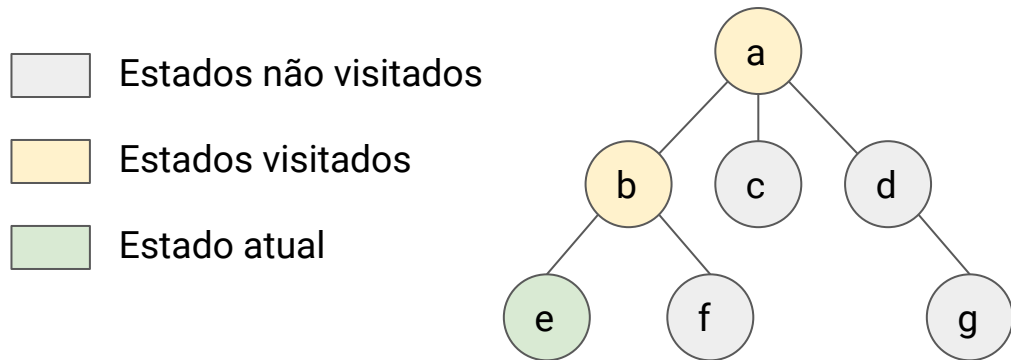 Estados não visitados
Estados visitados
Estado atual
a
b c d
e f g